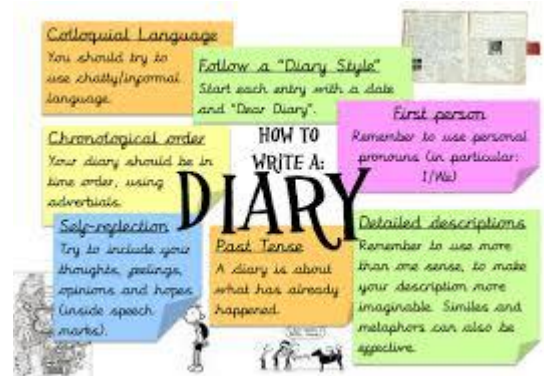 Colloquial Language
You should try to
use chatty/informal
language.
Follow a "Diary Style"
Start each entry with a date
and "Dear Diary".
First person
Remember to use personal
pronouns (in particular:
I/We)
Chronological order
Your diary should be in
time order, using
adverbials.
HOW TO
WRITE A:
DIARY
Self-reflection
Try to include your
thoughts, feelings,
opinions and hopes
(inside speech
marks).
Past Tense
A diary is about
what has already
happened.
Detailed descriptions
Remember to use more
than one sense, to make
your description more
imaginable. Similes and
metaphors can also be
effective.